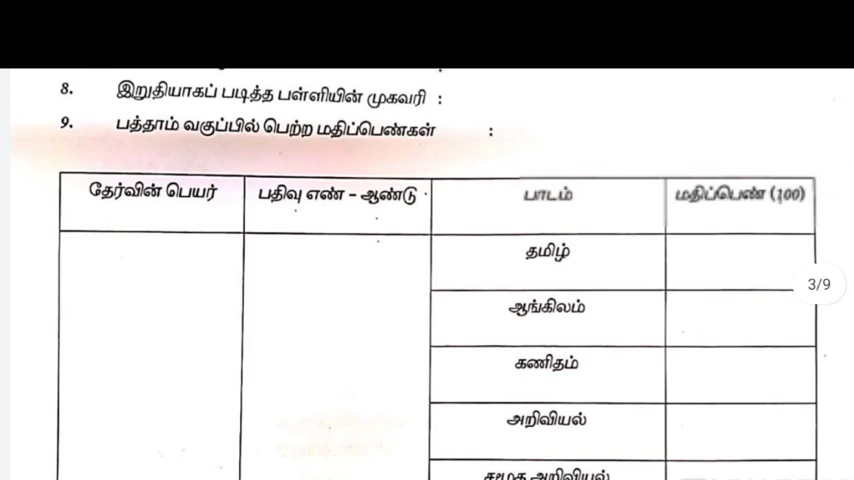 8. இறுதியாகப் படித்த பள்ளியின் முகவரி :
9. பத்தாம் வகுப்பில் பெற்ற மதிப்பெண்கள் :
தேர்வின் பெயர் பதிவு எண் – ஆண்டு பாடம் மதிப்பெண் (100)
தமிழ்
3/9
ஆங்கிலம்
கணிதம்
அறிவியல்
சமூக அறிவியல்